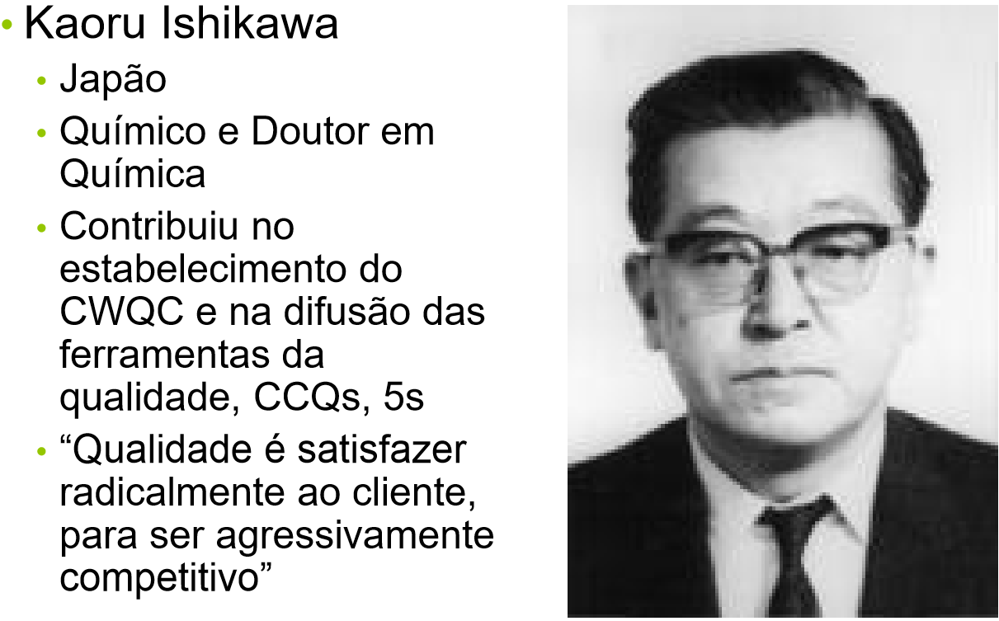 • Kaoru Ishikawa
• Japão
• Químico e Doutor em
Química
• Contribuiu no
estabelecimento do
CWQC e na difusão das
ferramentas da
qualidade, CCQs, 5s
• “Qualidade é satisfazer
radicalmente ao cliente,
para ser agressivamente
competitivo”